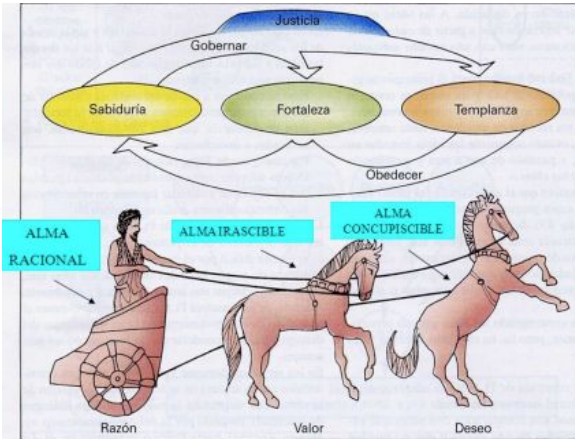 Justicia
Gobernar
Sabiduría
Fortaleza
Templanza
Obedecer
ALMA
RACIONAL
ALMA IRASCIBLE
ALMA
CONCUPISCIBLE
Razón
Valor
Deseo